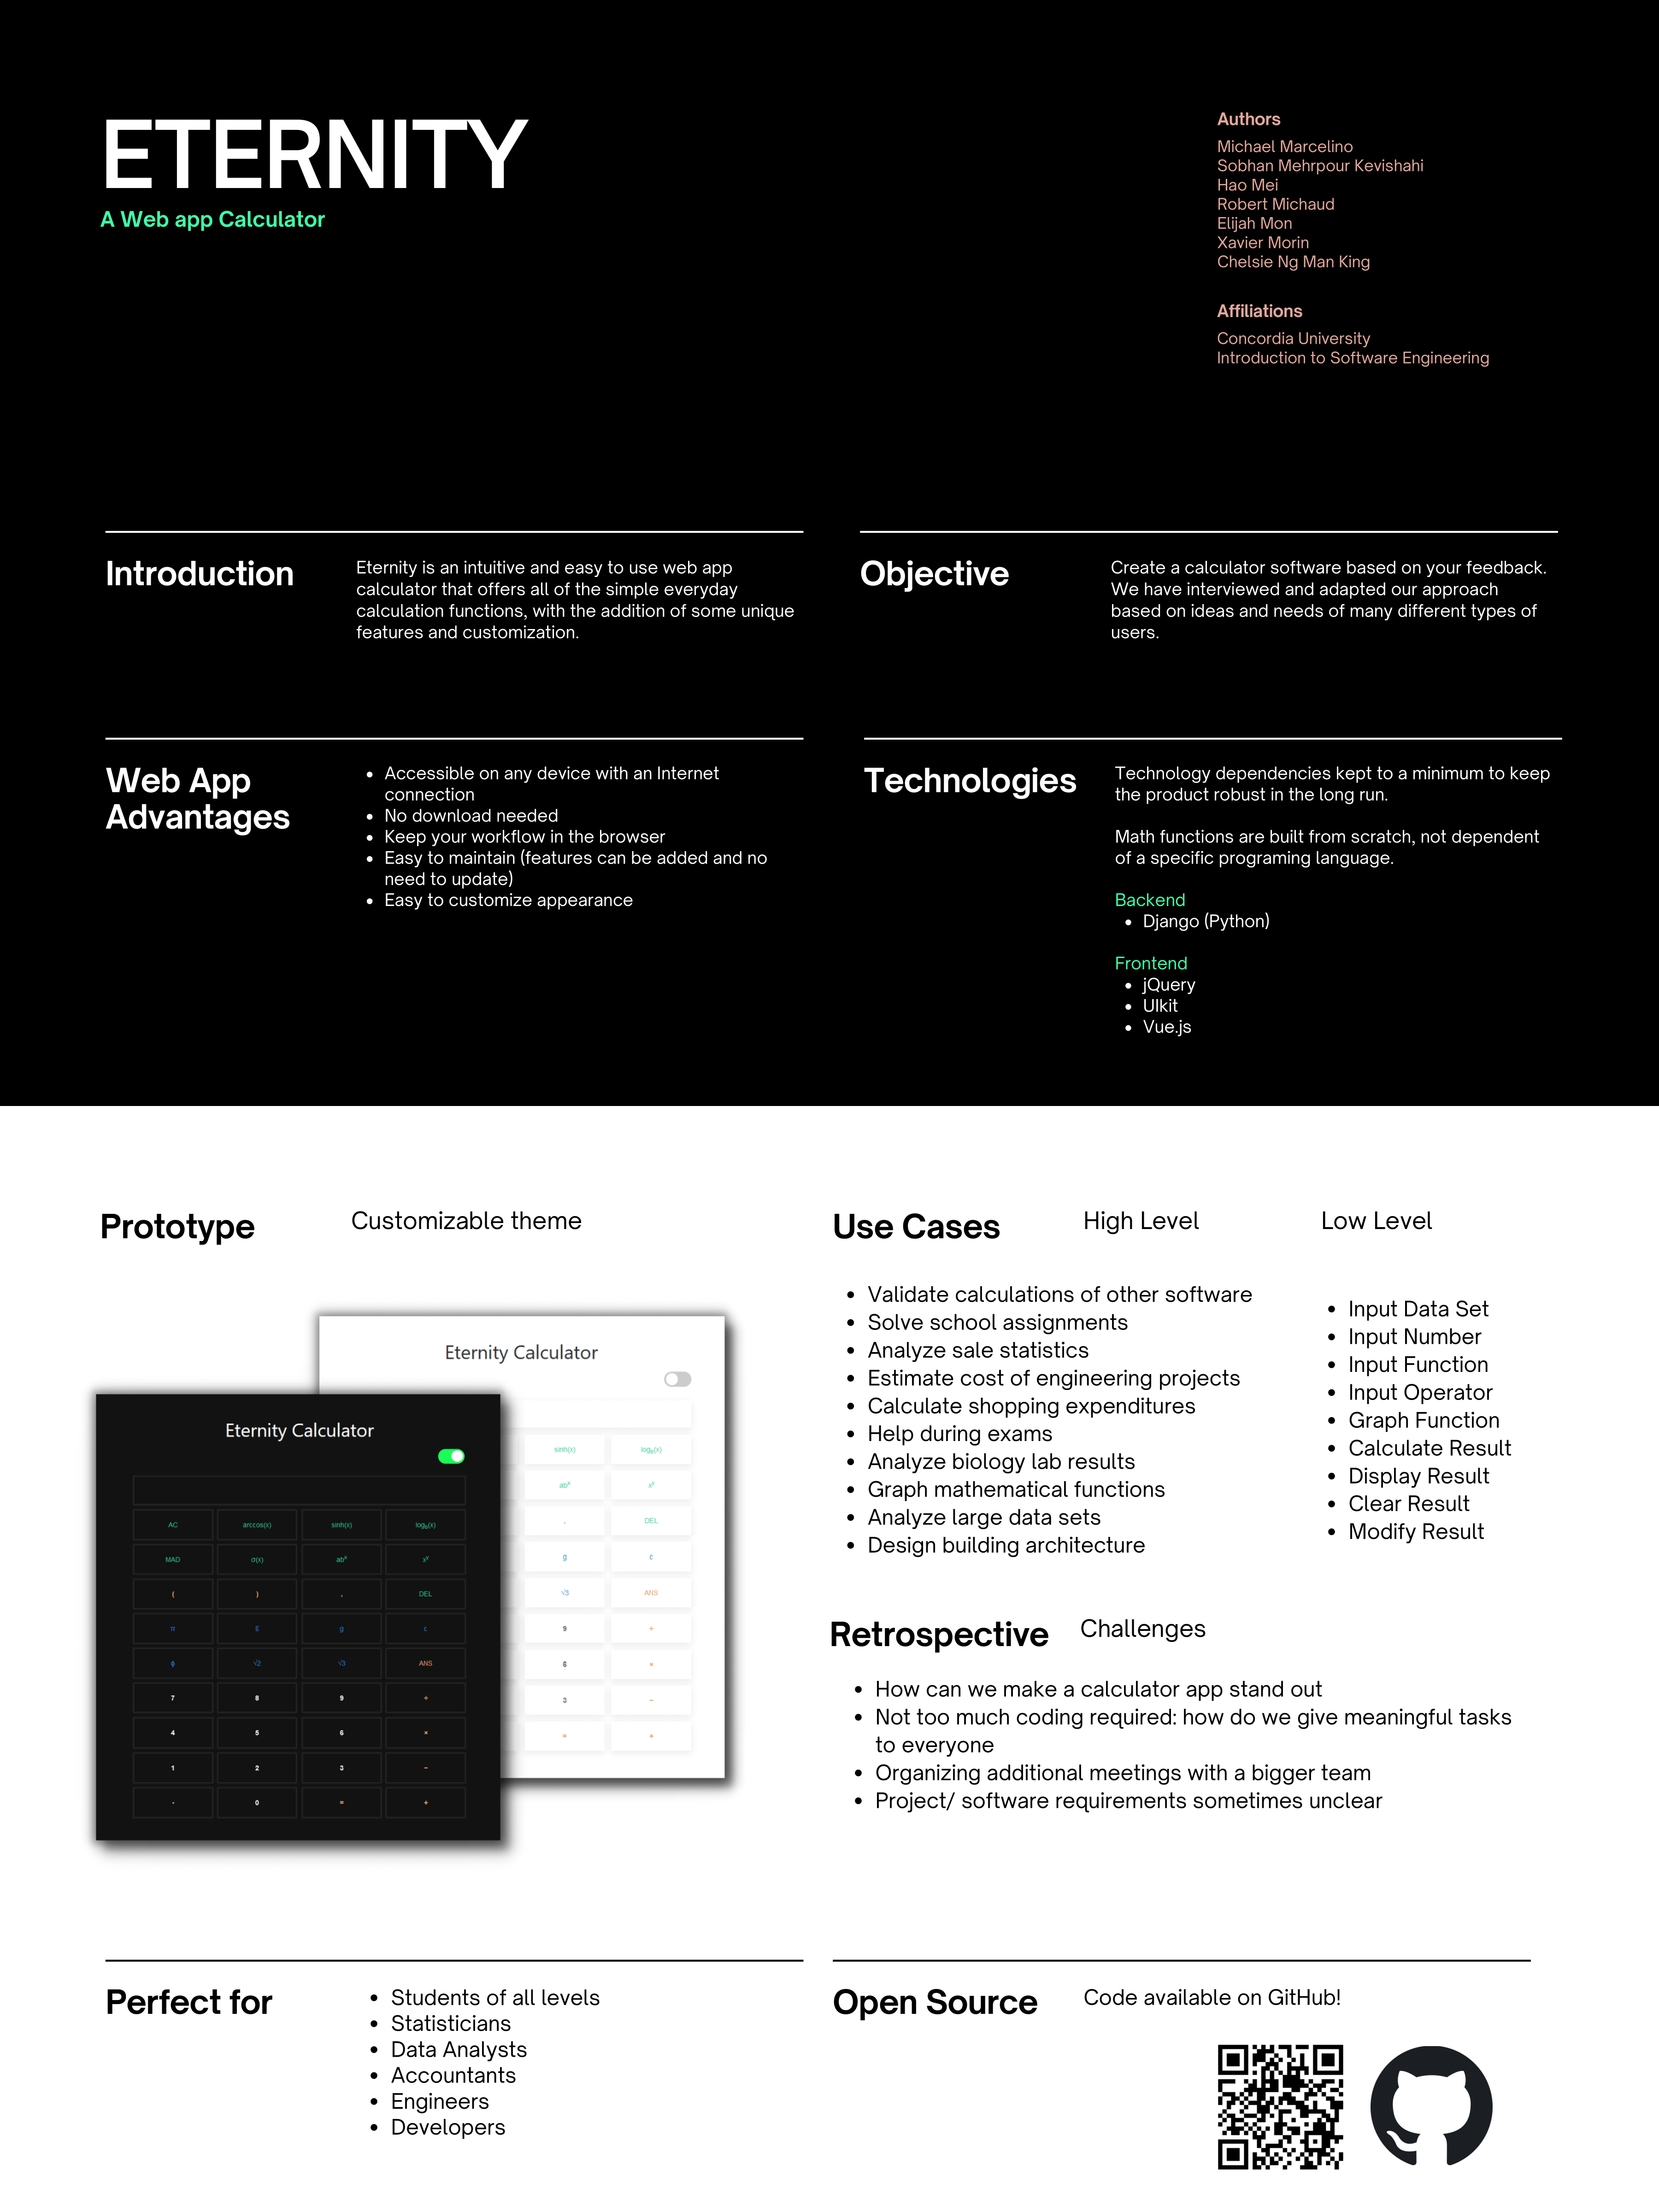 ETERNITY
A Web app Calculator
Authors
Michael Marcelino
Sobhan Mehrpour Kevishahi
Hao Mei
Robert Michaud
Elijah Mon
Xavier Morin
Chelsie Ng Man King
Affiliations
Concordia University
Introduction to Software Engineering
Introduction
Eternity is an intuitive and easy to use web app
calculator that offers all of the simple everyday
calculation functions, with the addition of some unique
features and customization.
Objective
Create a calculator software based on your feedback.
We have interviewed and adapted our approach
based on ideas and needs of many different types of
users.
Web App
Advantages
• Accessible on any device with an Internet
connection
• No download needed
• Keep your workflow in the browser
• Easy to maintain (features can be added and no
need to update)
• Easy to customize appearance
Technologies
Technology dependencies kept to a minimum to keep
the product robust in the long run.
Math functions are built from scratch, not dependent
of a specific programing language.
Backend
• Django (Python)
Frontend
• jQuery
• UIkit
• Vue.js
Prototype
Customizable theme
Eternity Calculator
sinh(x) logb(x)
abˣ xʸ
, DEL
g c
√3 ANS
9 ÷
6 ×
3 −
= +
Eternity Calculator
AC arccos(x) sinh(x) logb(x)
MAD σ(x) abˣ xʸ
( ) , DEL
π g c
ϕ √2 √3 ANS
7 8 9 ÷
4 5 6 ×
1 2 3 −
. 0 = +
Use Cases
High Level
• Validate calculations of other software
• Solve school assignments
• Analyze sale statistics
• Estimate cost of engineering projects
• Calculate shopping expenditures
• Help during exams
• Analyze biology lab results
• Graph mathematical functions
• Analyze large data sets
• Design building architecture
Low Level
• Input Data Set
• Input Number
• Input Function
• Input Operator
• Graph Function
• Calculate Result
• Display Result
• Clear Result
• Modify Result
Retrospective
Challenges
• How can we make a calculator app stand out
• Not too much coding required: how do we give meaningful tasks
to everyone
• Organizing additional meetings with a bigger team
• Project/ software requirements sometimes unclear
Perfect for
• Students of all levels
• Statisticians
• Data Analysts
• Accountants
• Engineers
• Developers
Open Source
Code available on GitHub!